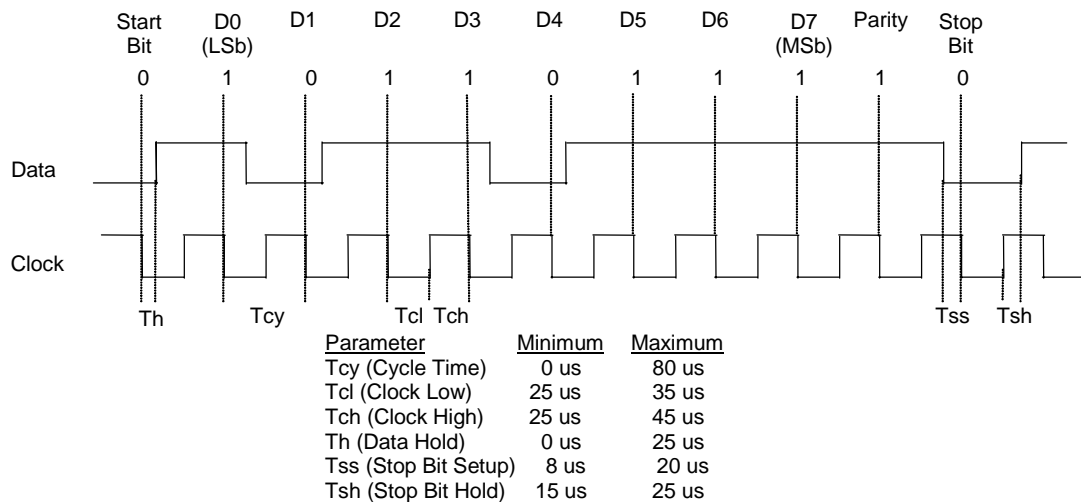 Start Bit D0 (LSb) D1 D2 D3 D4 D5 D6 D7 (MSb) Parity Stop Bit
0 1 0 1 1 0 1 1 1 1 0
Data
Clock
Th Tcy Tcl Tch Tss Tsh
Parameter Minimum Maximum
Tcy (Cycle Time) 0 us 80 us
Tcl (Clock Low) 25 us 35 us
Tch (Clock High) 25 us 45 us
Th (Data Hold) 0 us 25 us
Tss (Stop Bit Setup) 8 us 20 us
Tsh (Stop Bit Hold) 15 us 25 us